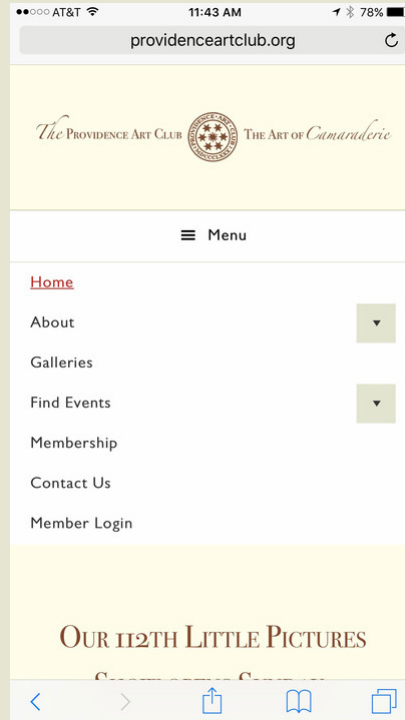 AT&T 11:43 AM 78%
providenceartclub.org
The Providence Art Club The Art of Camaraderie
Menu
Home
About
Galleries
Find Events
Membership
Contact Us
Member Login
Our 112th Little Pictures